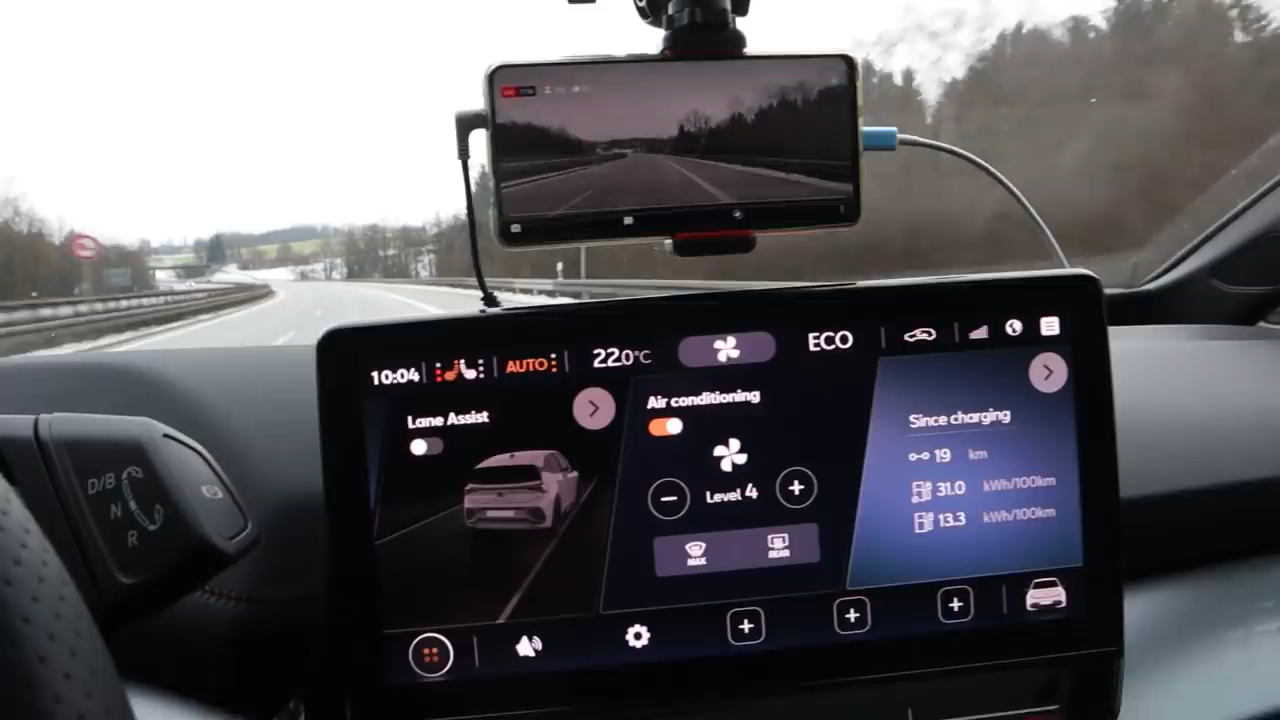 10:04
AUTO
22.0°C
ECO
Lane Assist
Air conditioning
Level 4
MAX
REAR
Since charging
19 km
31.0 kWh/100km
13.3 kWh/100km
D/B
N
R